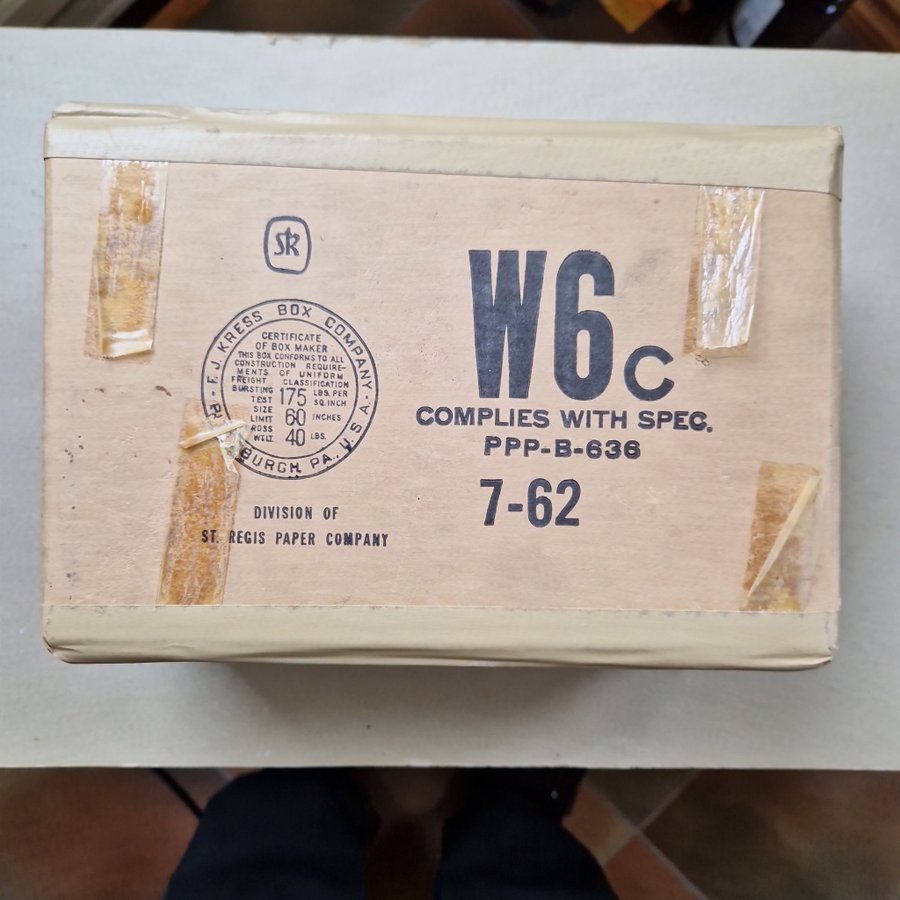 SR
F. J. KRESS BOX COMPANY
BURGH, PA., U.S.A.
CERTIFICATE
OF BOX MAKER
THIS BOX CONFORMS TO ALL
CONSTRUCTION REQUIRE-
MENTS OF UNIFORM
FREIGHT CLASSIFICATION
BURSTING TEST 175 LBS. PER SQ. INCH
SIZE LIMIT 60 INCHES
ROSS WT.LT. 40 LBS.
DIVISION OF
ST. REGIS PAPER COMPANY
W6c
COMPLIES WITH SPEC.
PPP-B-636
7-62